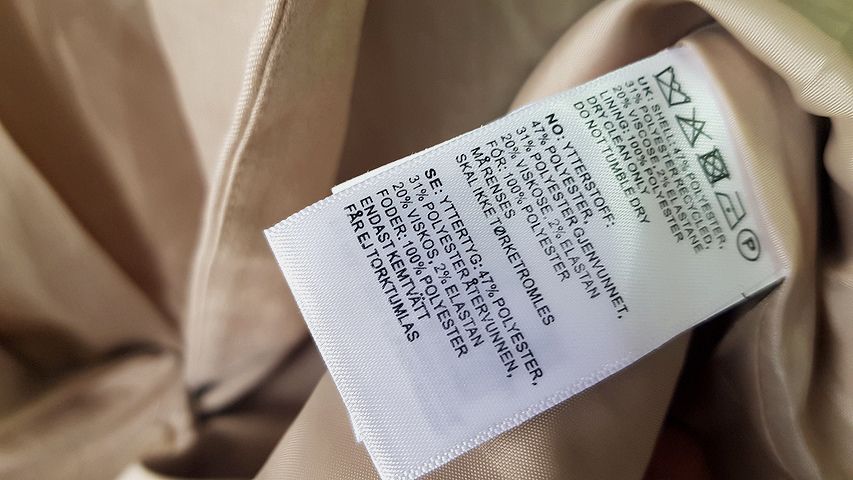 P
UK: SHELL: 47% POLYESTER,
31% POLYESTER RECYCLED,
20% VISCOSE, 2% ELASTANE
LINING: 100% POLYESTER
DRY CLEAN ONLY
DO NOT TUMBLE DRY
NO: YTTERSTOFF:
47% POLYESTER,
31% POLYESTER GJENVUNNET,
20% VISKOSE, 2% ELASTAN
FÓR: 100% POLYESTER
MÅ RENSES
SKAL IKKE TØRKETROMLES
SE: YTTERTYG: 47% POLYESTER,
31% POLYESTER ÅTERVUNNEN,
20% VISKOS, 2% ELASTAN
FODER: 100% POLYESTER
ENDAST KEMTVÄTT
FÅR EJ TORKTUMLAS